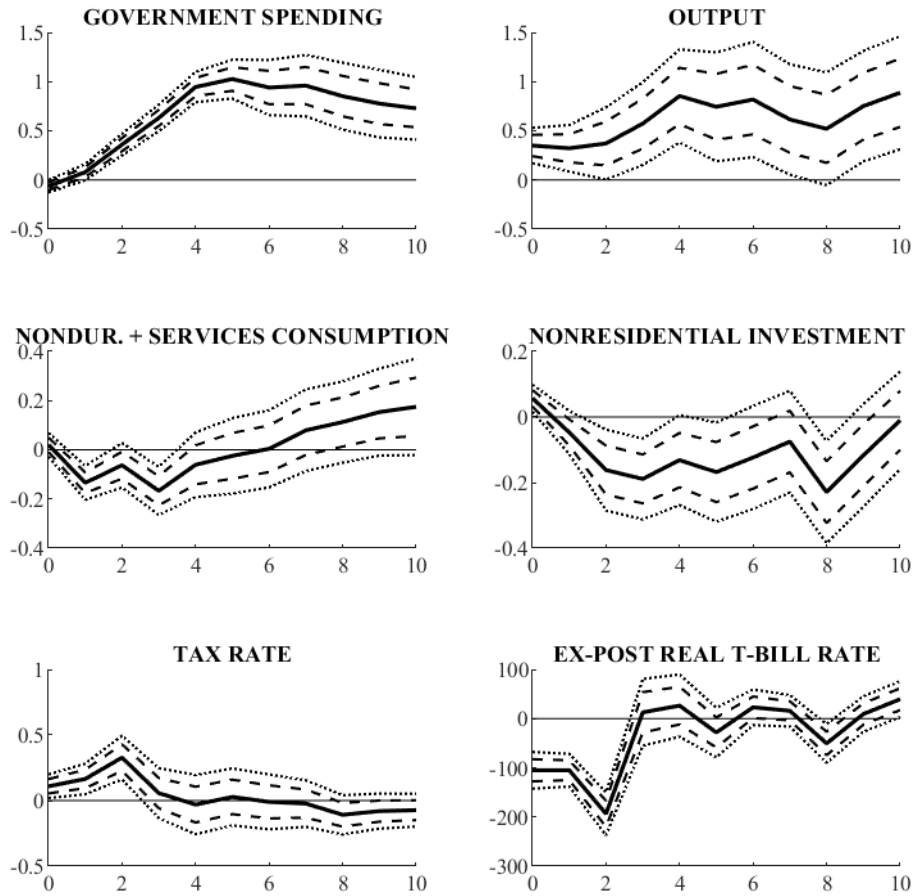 GOVERNMENT SPENDING
1.5
1
0.5
0
-0.5
0 2 4 6 8 10
OUTPUT
1.5
1
0.5
0
-0.5
0 2 4 6 8 10
NONDUR. + SERVICES CONSUMPTION
0.4
0.2
0
-0.2
-0.4
0 2 4 6 8 10
NONRESIDENTIAL INVESTMENT
0.2
0
-0.2
-0.4
0 2 4 6 8 10
TAX RATE
1
0.5
0
-0.5
0 2 4 6 8 10
EX-POST REAL T-BILL RATE
100
0
-100
-200
-300
0 2 4 6 8 10